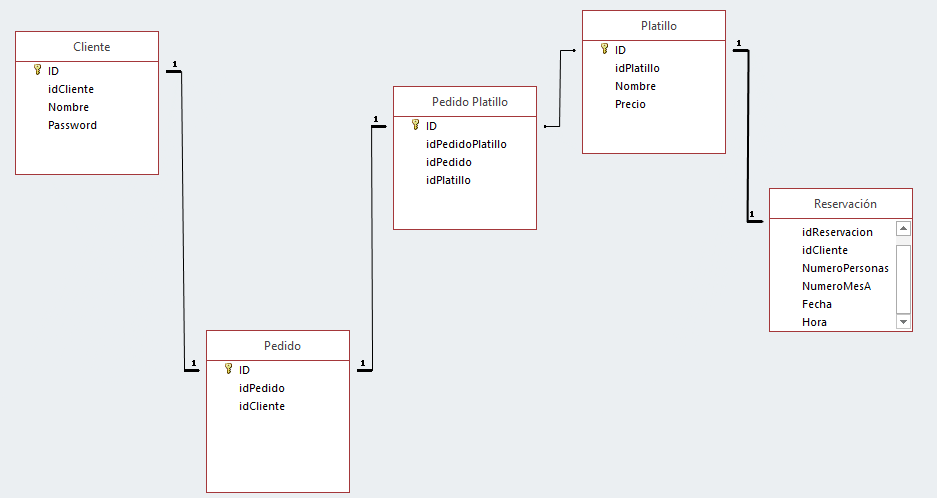 Cliente
ID
idCliente
Nombre
Password
1
1
Pedido
ID
idPedido
idCliente
1
1
Pedido Platillo
ID
idPedidoPlatillo
idPedido
idPlatillo
Platillo
ID
idPlatillo
Nombre
Precio
1
1
Reservación
idReservacion
idCliente
NumeroPersonas
NumeroMesA
Fecha
Hora